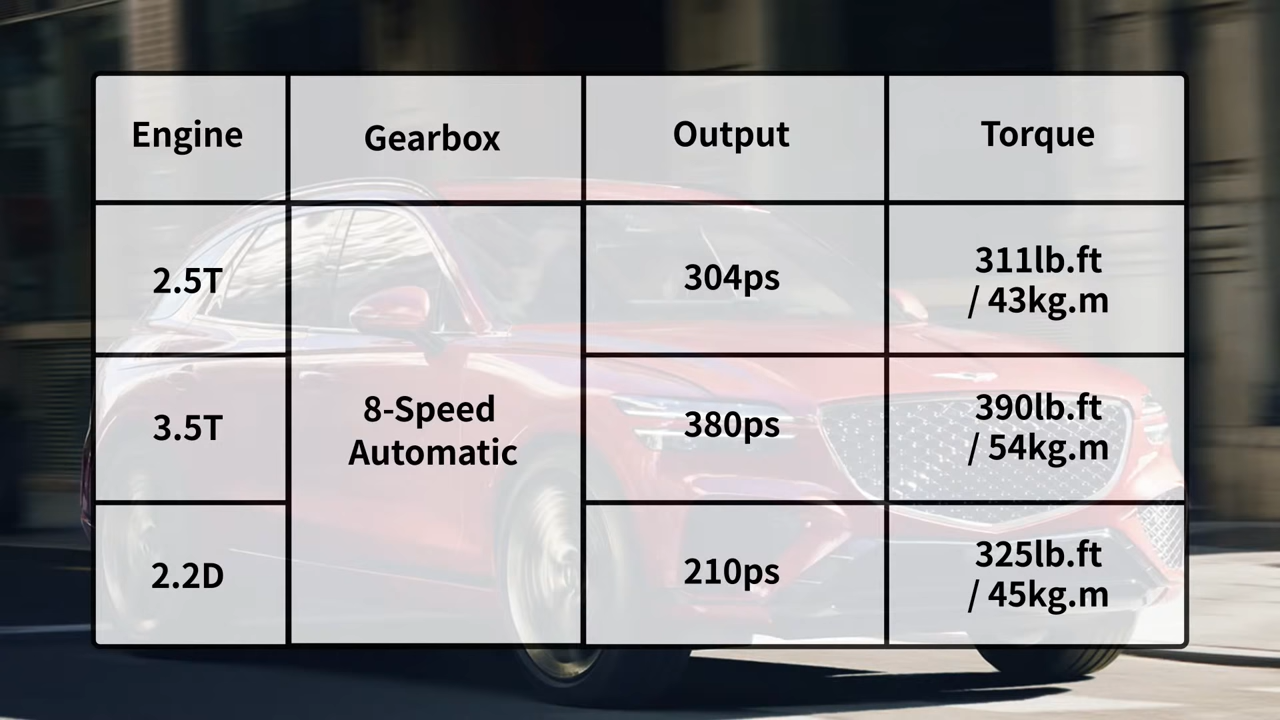 Engine
Gearbox
Output
Torque
2.5T
304ps
311lb.ft
/ 43kg.m
3.5T
8-Speed
Automatic
380ps
390lb.ft
/ 54kg.m
2.2D
210ps
325lb.ft
/ 45kg.m